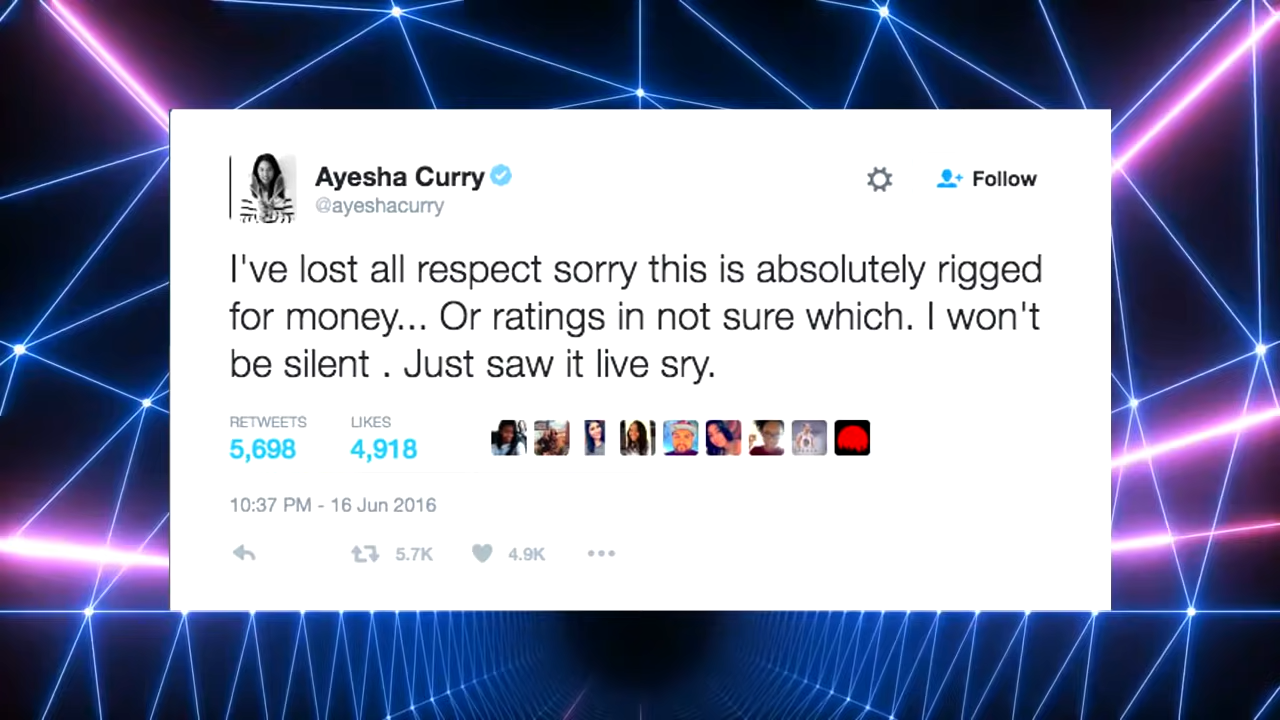 Ayesha Curry
Follow
@ayeshacurry
I've lost all respect sorry this is absolutely rigged
for money... Or ratings in not sure which. I won't
be silent . Just saw it live sry.
RETWEETS LIKES
5,698 4,918
10:37 PM - 16 Jun 2016
5.7K 4.9K